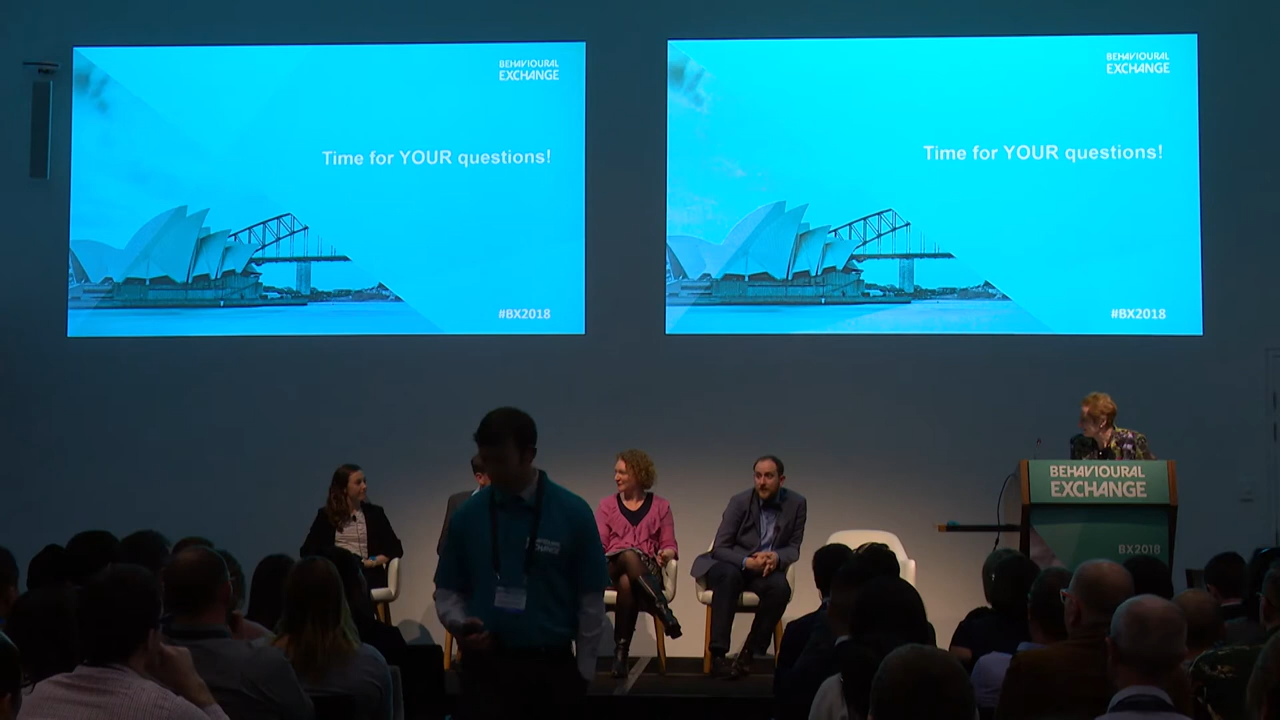 BEHAVIOURAL
EXCHANGE
Time for YOUR questions!
#BX2018
BEHAVIOURAL
EXCHANGE
Time for YOUR questions!
#BX2018
BEHAVIOURAL
EXCHANGE
BX2018